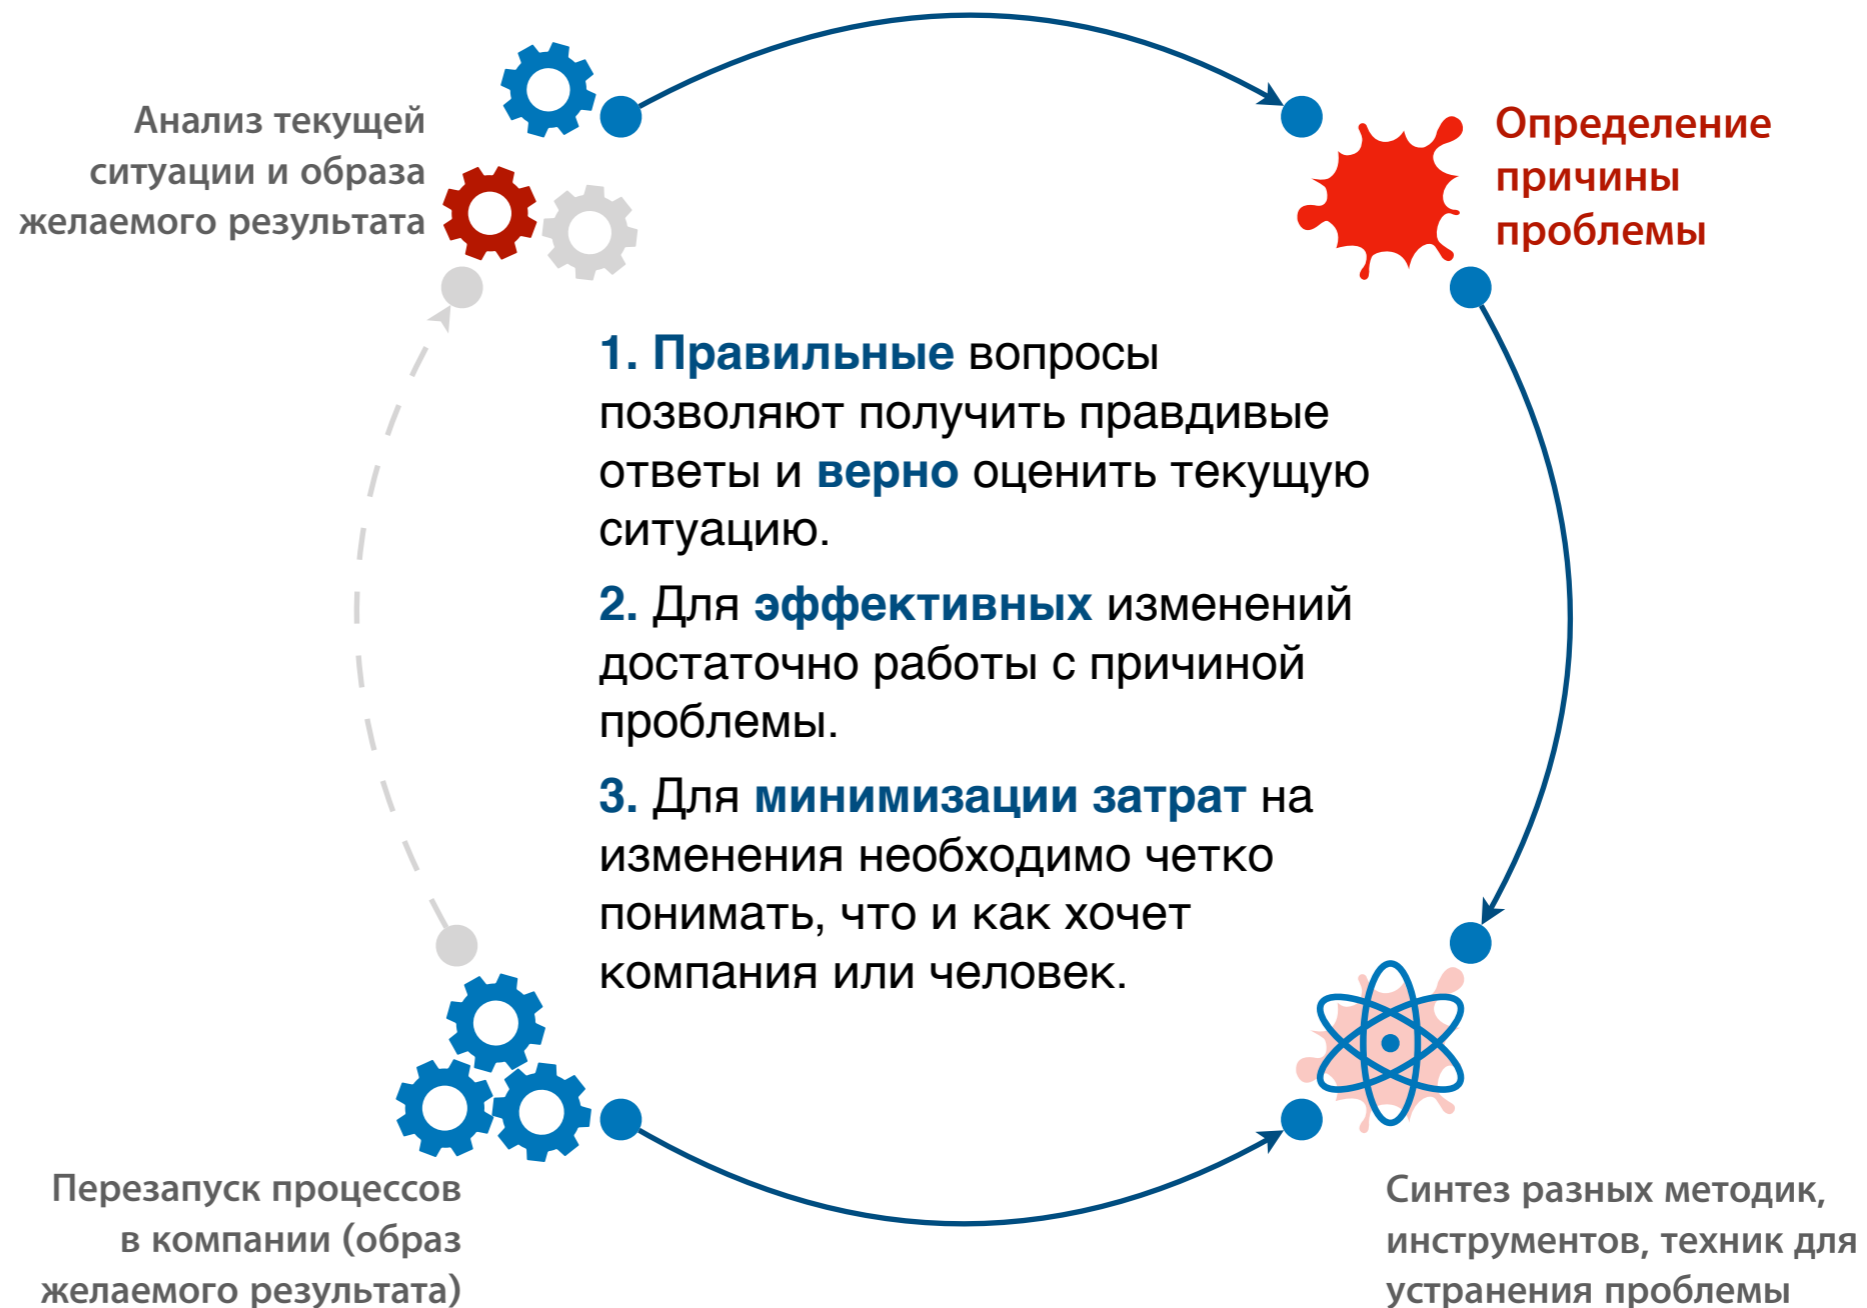 Анализ текущей
ситуации и образа
желаемого результата
Определение
причины
проблемы
1. Правильные вопросы
позволяют получить правдивые
ответы и верно оценить текущую
ситуацию.
2. Для эффективных изменений
достаточно работы с причиной
проблемы.
3. Для минимизации затрат на
изменения необходимо четко
понимать, что и как хочет
компания или человек.
Перезапуск процессов
в компании (образ
желаемого результата)
Синтез разных методик,
инструментов, техник для
устранения проблемы